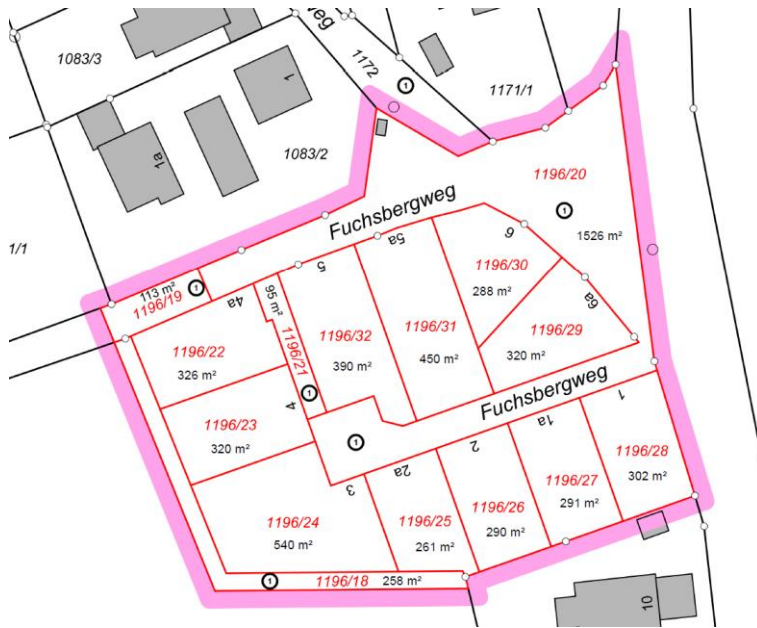 weg
1083/3
1172
1
1171/1
1
1a
1083/2
1196/20
1
Fuchsbergweg
1526 m²
1/1
5a
6
113 m²
1
1196/19
5
1196/30
4a
95 m²
288 m²
6a
1196/21
1196/32
1196/31
1196/29
1196/22
326 m²
390 m²
450 m²
320 m²
1
Fuchsbergweg
4
1
1196/23
320 m²
1
1a
2
2a
3
1196/28
302 m²
1196/27
291 m²
1196/26
290 m²
1196/25
261 m²
1196/24
540 m²
1
1196/18
258 m²
10